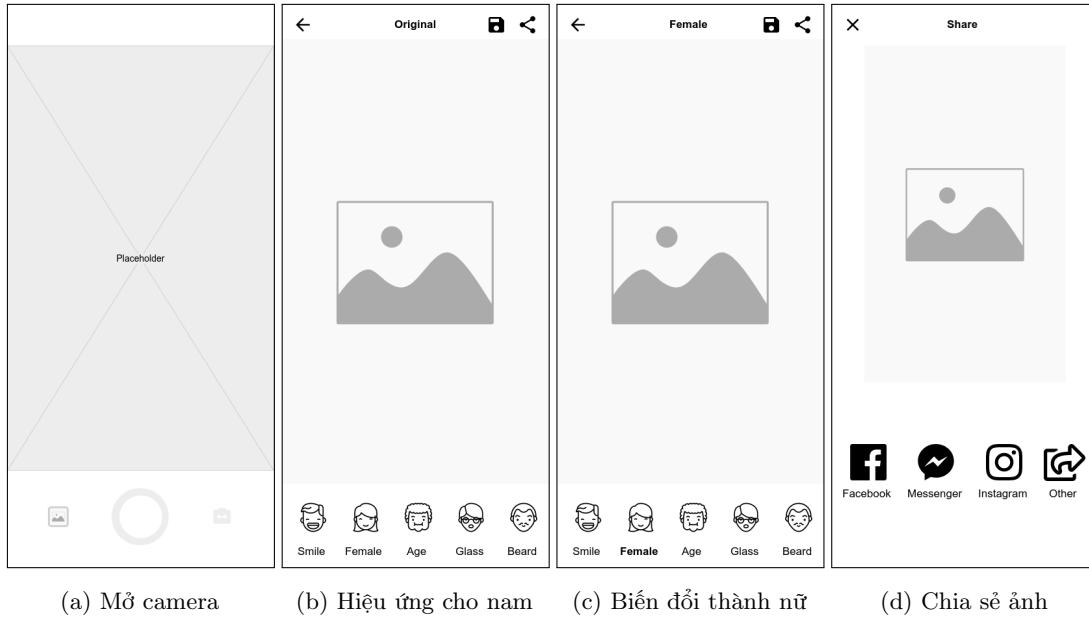 Placeholder
(a) Mở camera
Original
Smile Female Age Glass Beard
(b) Hiệu ứng cho nam
Female
Smile Female Age Glass Beard
(c) Biến đổi thành nữ
Share
Facebook Messenger Instagram Other
(d) Chia sẻ ảnh